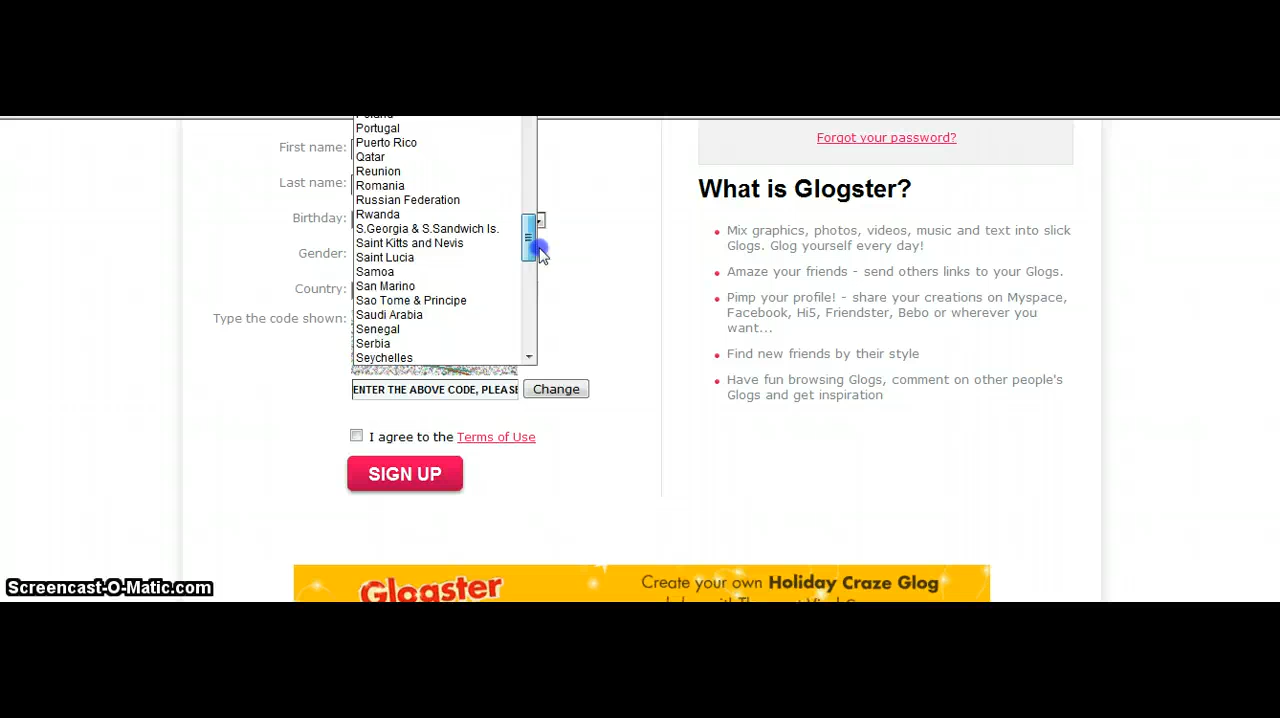 Portugal
Puerto Rico
Qatar
Reunion
Romania
Russian Federation
Rwanda
S.Georgia & S.Sandwich Is.
Saint Kitts and Nevis
Saint Lucia
Samoa
San Marino
Sao Tome & Principe
Saudi Arabia
Senegal
Serbia
Seychelles
First name:
Last name:
Birthday:
Gender:
Country:
Type the code shown:
ENTER THE ABOVE CODE, PLEASE
Change
I agree to the Terms of Use
SIGN UP
Forgot your password?
What is Glogster?
Mix graphics, photos, videos, music and text into slick
Glogs. Glog yourself every day!
Amaze your friends - send others links to your Glogs.
Pimp your profile! - share your creations on Myspace,
Facebook, Hi5, Friendster, Bebo or wherever you
want...
Find new friends by their style
Have fun browsing Glogs, comment on other people's
Glogs and get inspiration
Glogster
Create your own Holiday Craze Glog
Screencast-O-Matic.com